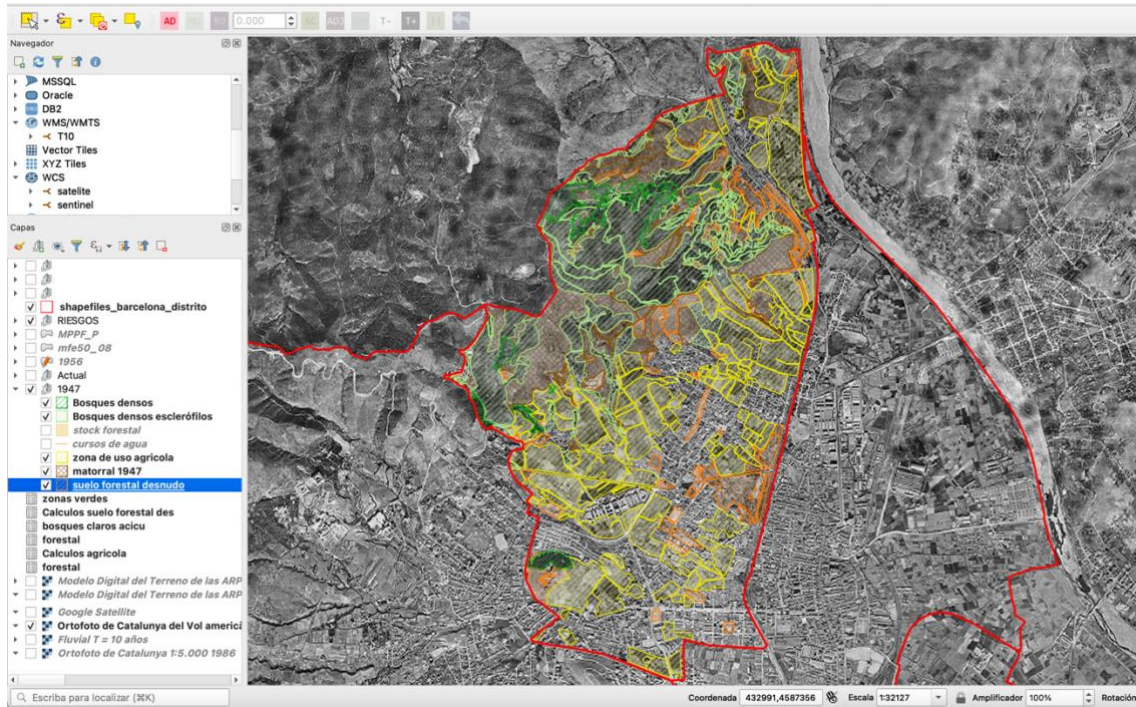 AD
0.000
SC
ADJ
T-
T+
Navegador
MSSQL
Oracle
DB2
WMS/WMTS
T10
Vector Tiles
XYZ Tiles
WCS
satelite
sentinel
Capas
shapefiles_barcelona_distrito
RIESGOS
MPPF_P
mfe50_08
1956
Actual
1947
Bosques densos
Bosques densos esclerófilos
stock forestal
cursos de agua
zona de uso agrícola
matorral 1947
suelo forestal desnudo
zonas verdes
Calculos suelo forestal des
bosques claros acicu
forestal
Calculos agricola
forestal
Modelo Digital del Terreno de las ARP
Modelo Digital del Terreno de las ARP
Google Satellite
Ortofoto de Catalunya del Vol americà
Fluvial T = 10 años
Ortofoto de Catalunya 1:5.000 1986
Escriba para localizar (⌘K) Coordenada 432991,4587356 Escala 1:32127 Amplificador 100% Rotación